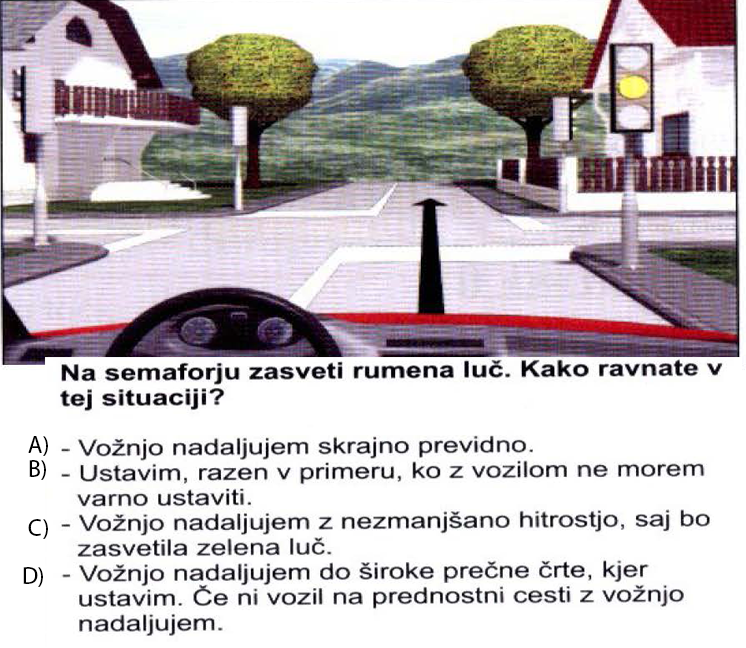 Na semaforju zasveti rumena luč. Kako ravnate v
tej situaciji?
A) - Vožnjo nadaljujem skrajno previdno.
B) - Ustavim, razen v primeru, ko z vozilom ne morem
varno ustaviti.
C) - Vožnjo nadaljujem z nezmanjšano hitrostjo, saj bo
zasvetila zelena luč.
D) - Vožnjo nadaljujem do široke prečne črte, kjer
ustavim. Če ni vozil na prednostni cesti z vožnjo
nadaljujem.